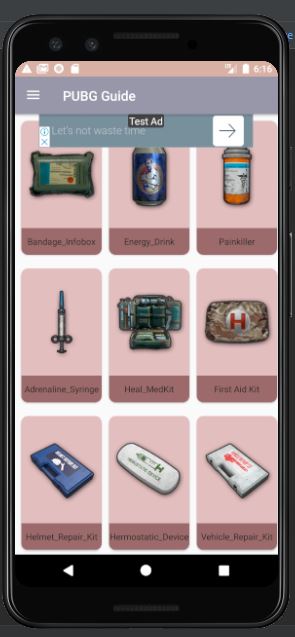 6:16
PUBG Guide
Test Ad
Let's not waste time
Bandage_Infobox
Energy_Drink
Painkiller
Adrenaline_Syringe
Heal_MedKit
First Aid Kit
H
Helmet_Repair_Kit
Hermostatic_Device
Vehicle_Repair_Kit